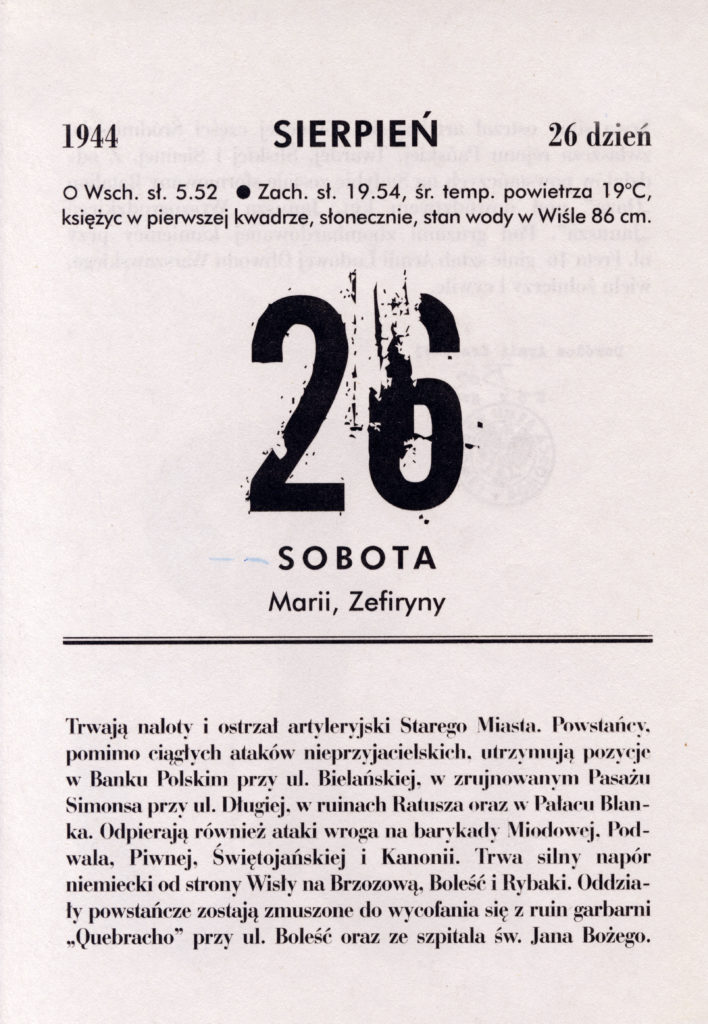 1944 SIERPIEŃ 26 dzień
○ Wsch. sł. 5.52 ● Zach. sł. 19.54, śr. temp. powietrza 19°C,
księżyc w pierwszej kwadrze, słonecznie, stan wody w Wiśle 86 cm.
26
SOBOTA
Marii, Zefiryny
Trwają naloty i ostrzał artyleryjski Starego Miasta. Powstańcy,
pomimo ciągłych ataków nieprzyjacielskich, utrzymują pozycje
w Banku Polskim przy ul. Bielańskiej, w zrujnowanym Pasażu
Simonsa przy ul. Długiej, w ruinach Ratusza oraz w Pałacu Blan-
ka. Odpierają również ataki wroga na barykady Miodowej, Pod-
wala, Piwnej, Świętojańskiej i Kanonii. Trwa silny napór
niemiecki od strony Wisły na Brzozową, Boleść i Rybaki. Oddzia-
ły powstańcze zostają zmuszone do wycofania się z ruin garbarni
„Quebracho” przy ul. Boleść oraz ze szpitala św. Jana Bożego.